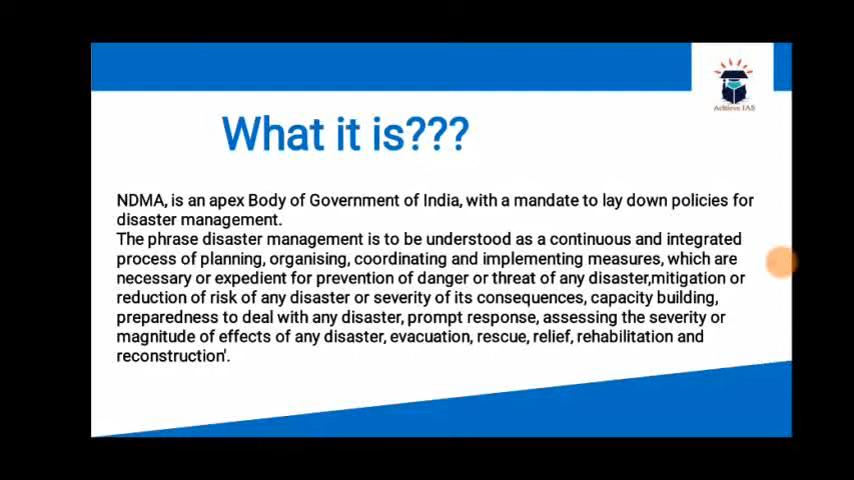 Achieve IAS
What it is???
NDMA, is an apex Body of Government of India, with a mandate to lay down policies for
disaster management.
The phrase disaster management is to be understood as a continuous and integrated
process of planning, organising, coordinating and implementing measures, which are
necessary or expedient for prevention of danger or threat of any disaster,mitigation or
reduction of risk of any disaster or severity of its consequences, capacity building,
preparedness to deal with any disaster, prompt response, assessing the severity or
magnitude of effects of any disaster, evacuation, rescue, relief, rehabilitation and
reconstruction'.